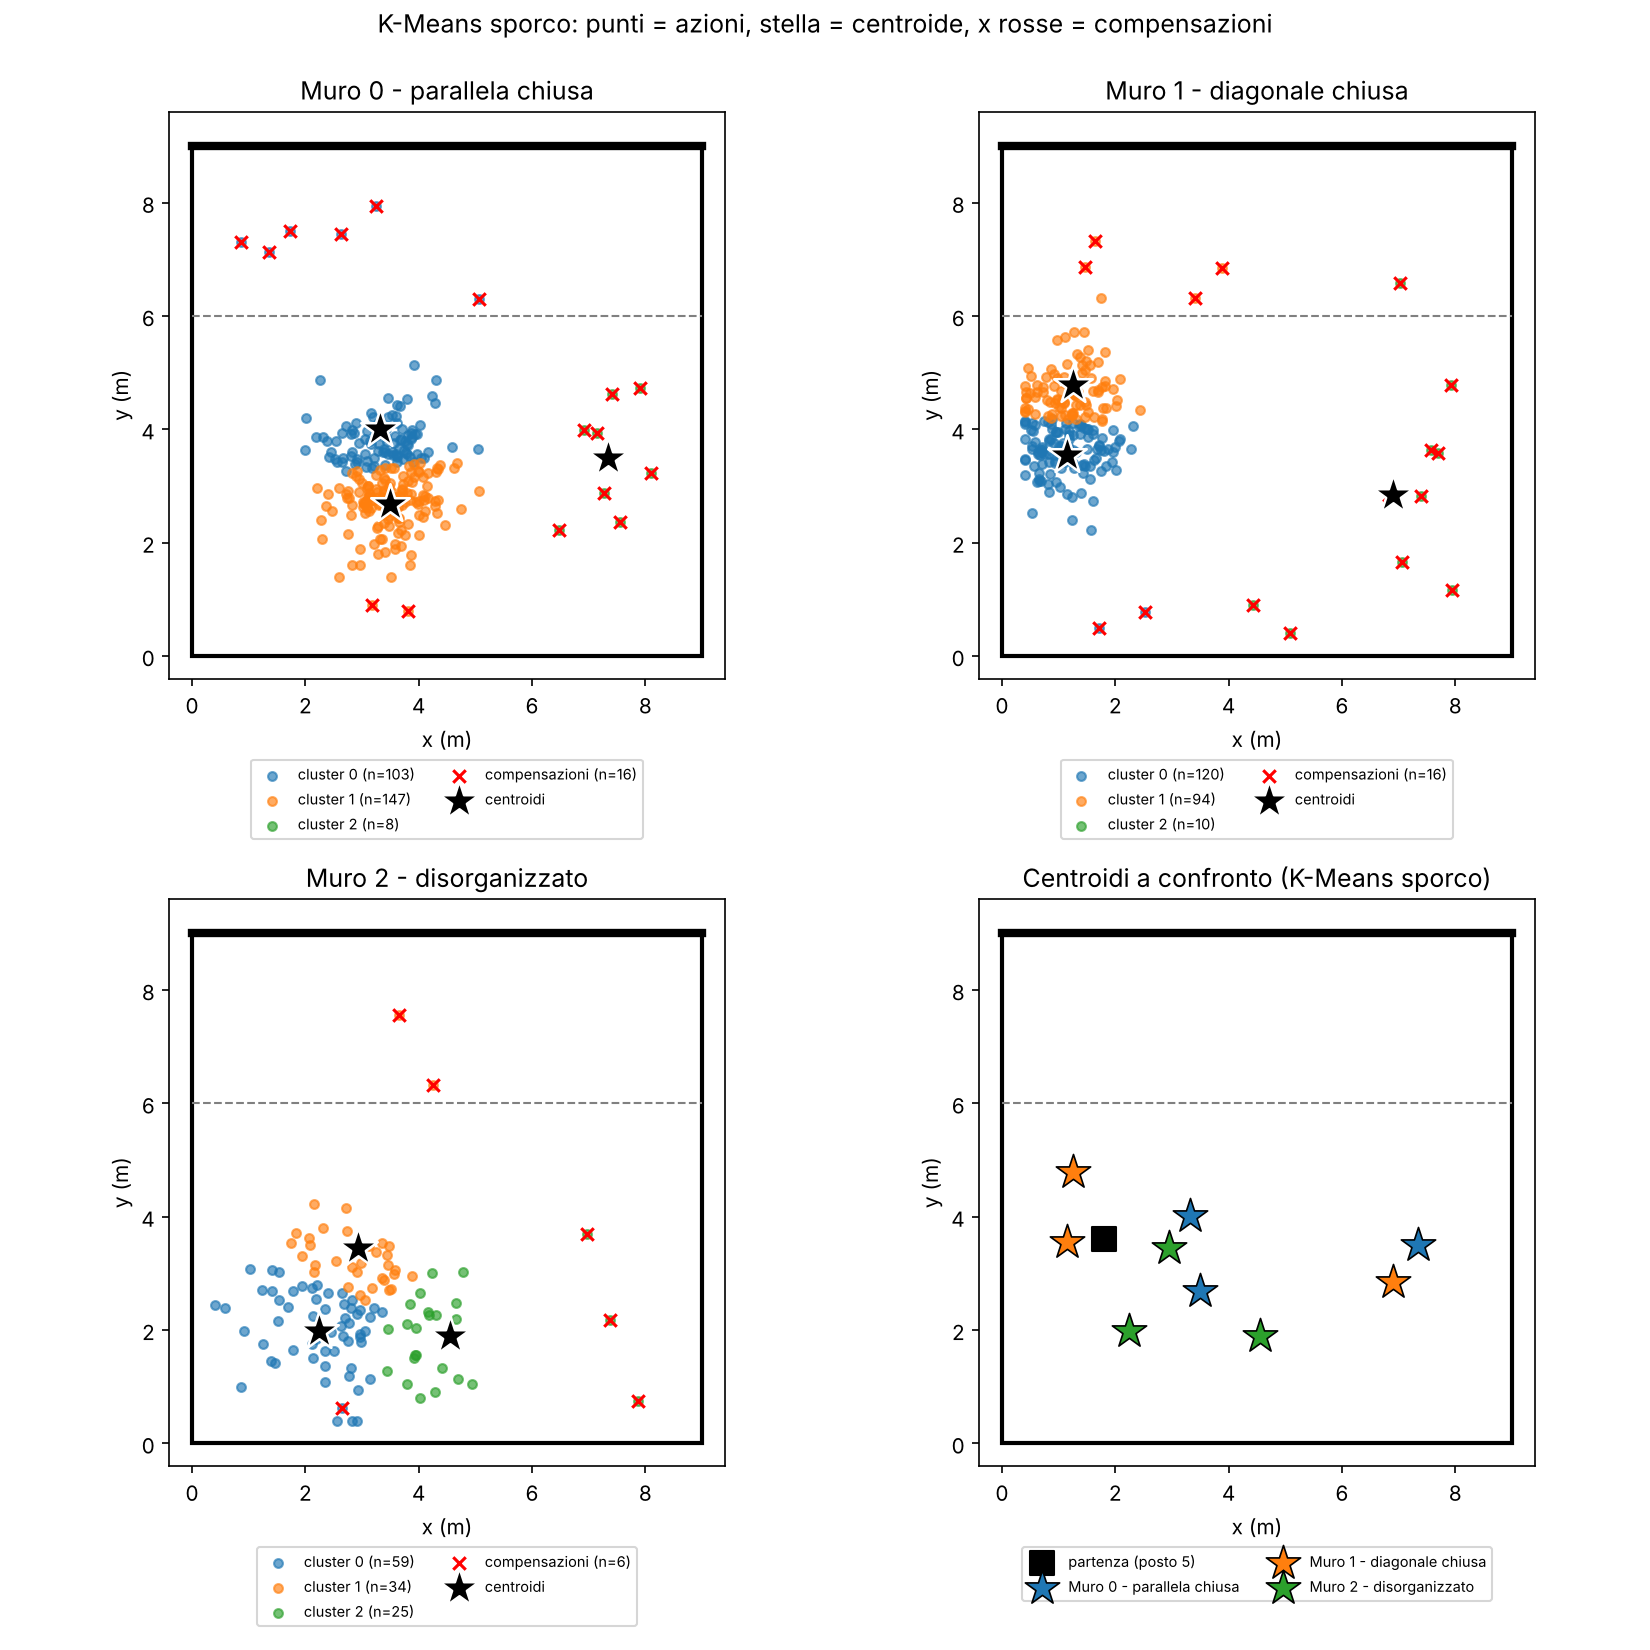 K-Means sporco: punti = azioni, stella = centroide, x rosse = compensazioni
Muro 0 - parallela chiusa
y (m)
8
6
4
2
0
0 2 4 6 8
x (m)
cluster 0 (n=103)
cluster 1 (n=147)
cluster 2 (n=8)
compensazioni (n=16)
centroidi
Muro 1 - diagonale chiusa
y (m)
8
6
4
2
0
0 2 4 6 8
x (m)
cluster 0 (n=120)
cluster 1 (n=94)
cluster 2 (n=10)
compensazioni (n=16)
centroidi
Muro 2 - disorganizzato
y (m)
8
6
4
2
0
0 2 4 6 8
x (m)
cluster 0 (n=59)
cluster 1 (n=34)
cluster 2 (n=25)
compensazioni (n=6)
centroidi
Centroidi a confronto (K-Means sporco)
y (m)
8
6
4
2
0
0 2 4 6 8
x (m)
partenza (posto 5)
Muro 0 - parallela chiusa
Muro 1 - diagonale chiusa
Muro 2 - disorganizzato